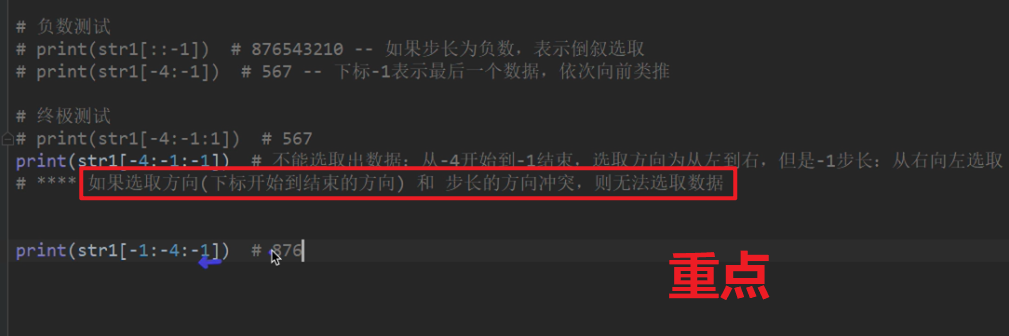 # 负数测试
# print(str1[::-1])  # 876543210 -- 如果步长为负数，表示倒叙选取
# print(str1[-4:-1])  # 567 -- 下标-1表示最后一个数据，依次向前类推
# 终极测试
# print(str1[-4:-1:1])  # 567
print(str1[-4:-1:-1])  # 不能选取出数据：从-4开始到-1结束，选取方向为从左到右，但是-1步长：从右向左选取
# **** 如果选取方向(下标开始到结束的方向) 和 步长的方向冲突，则无法选取数据
print(str1[-1:-4:-1])  # 876
重点